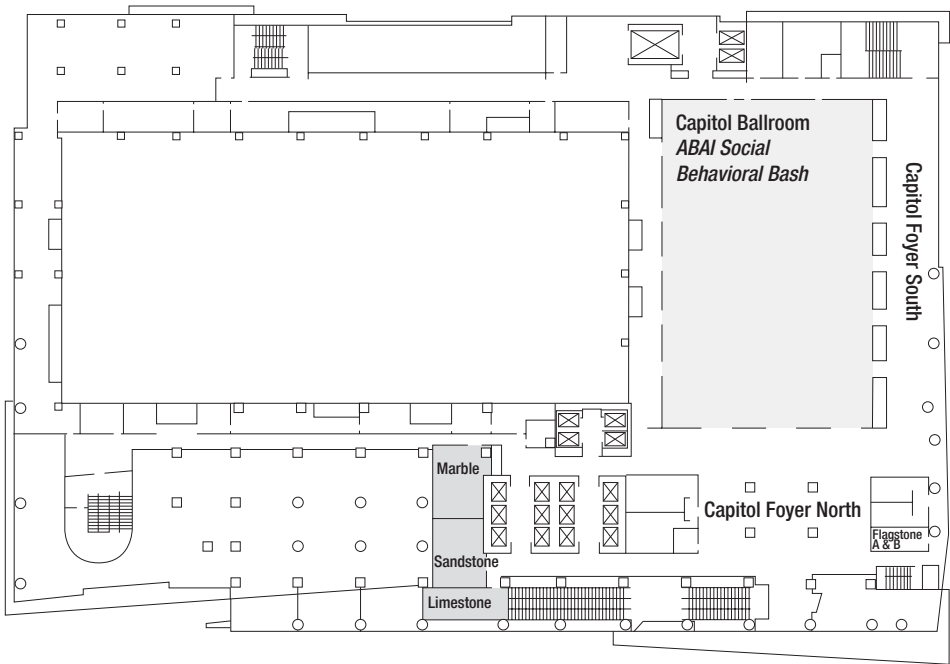 Capitol Ballroom
ABAI Social
Behavioral Bash
Capitol Foyer South
Marble
Capitol Foyer North
Flagstone
A & B
Sandstone
Limestone